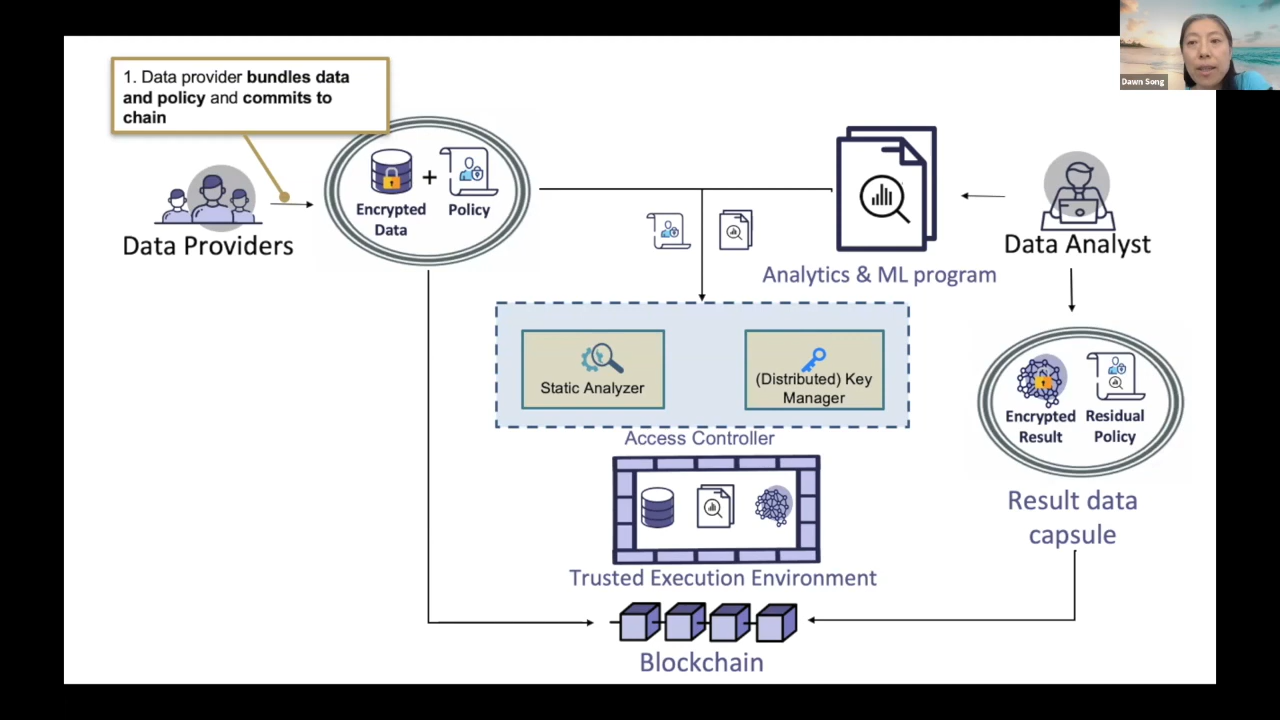 Dawn Song
1. Data provider bundles data
and policy and commits to
chain
Encrypted
Data
+
Policy
Data Providers
Analytics & ML program
Data Analyst
Static Analyzer
(Distributed) Key
Manager
Access Controller
Encrypted
Result
Residual
Policy
Result data
capsule
Trusted Execution Environment
Blockchain